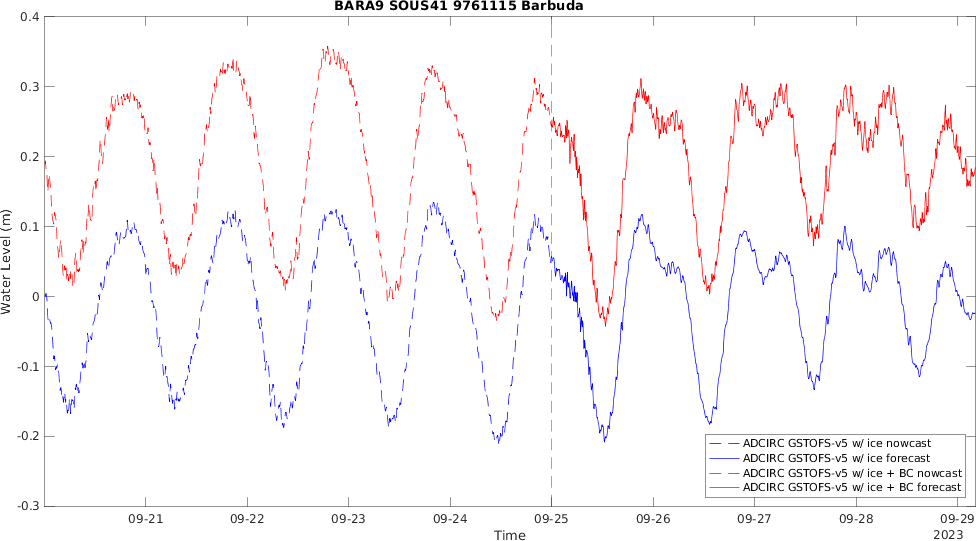 BARA9 SOUS41 9761115 Barbuda
0.4
0.3
0.2
0.1
0
-0.1
-0.2
-0.3
Water Level (m)
ADCIRC GSTOFS-v5 w/ ice nowcast
ADCIRC GSTOFS-v5 w/ ice forecast
ADCIRC GSTOFS-v5 w/ ice + BC nowcast
ADCIRC GSTOFS-v5 w/ ice + BC forecast
09-21 09-22 09-23 09-24 09-25 09-26 09-27 09-28 09-29
Time
2023